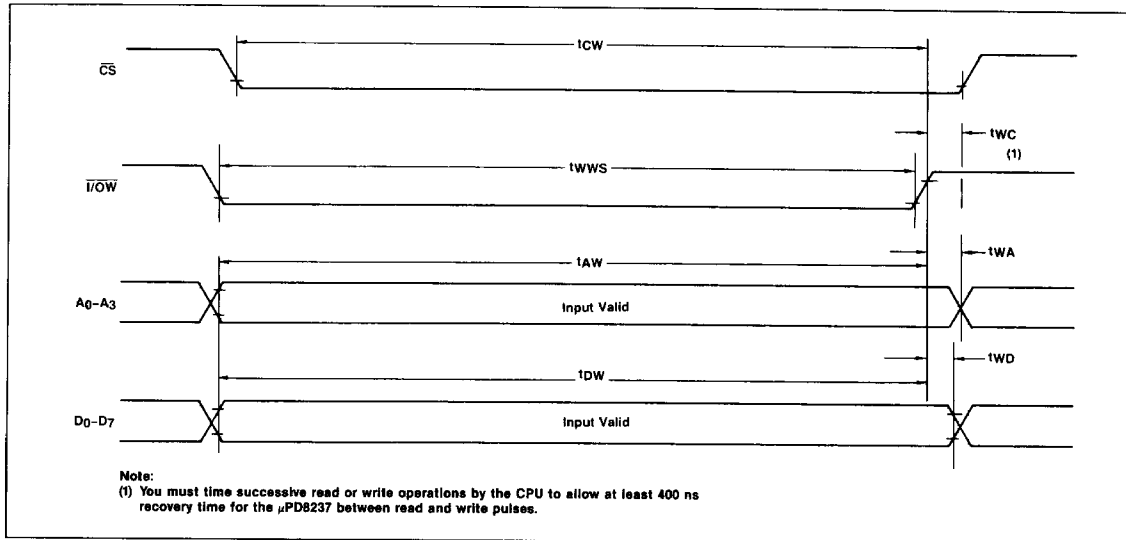 tCW
CS
tWC
(1)
tWWS
I/OW
tWA
tAW
A0–A3
Input Valid
tWD
tDW
D0–D7
Input Valid
Note:
(1) You must time successive read or write operations by the CPU to allow at least 400 ns
recovery time for the µPD8237 between read and write pulses.